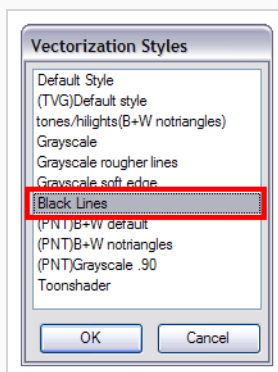 Vectorization Styles
Default Style
(TVG)Default style
tones/hilights(B+W notriangles)
Grayscale
Grayscale rougher lines
Grayscale soft edge
Black Lines
(PNT)B+W default
(PNT)B+W notriangles
(PNT)Grayscale .90
Toonshader
OK
Cancel